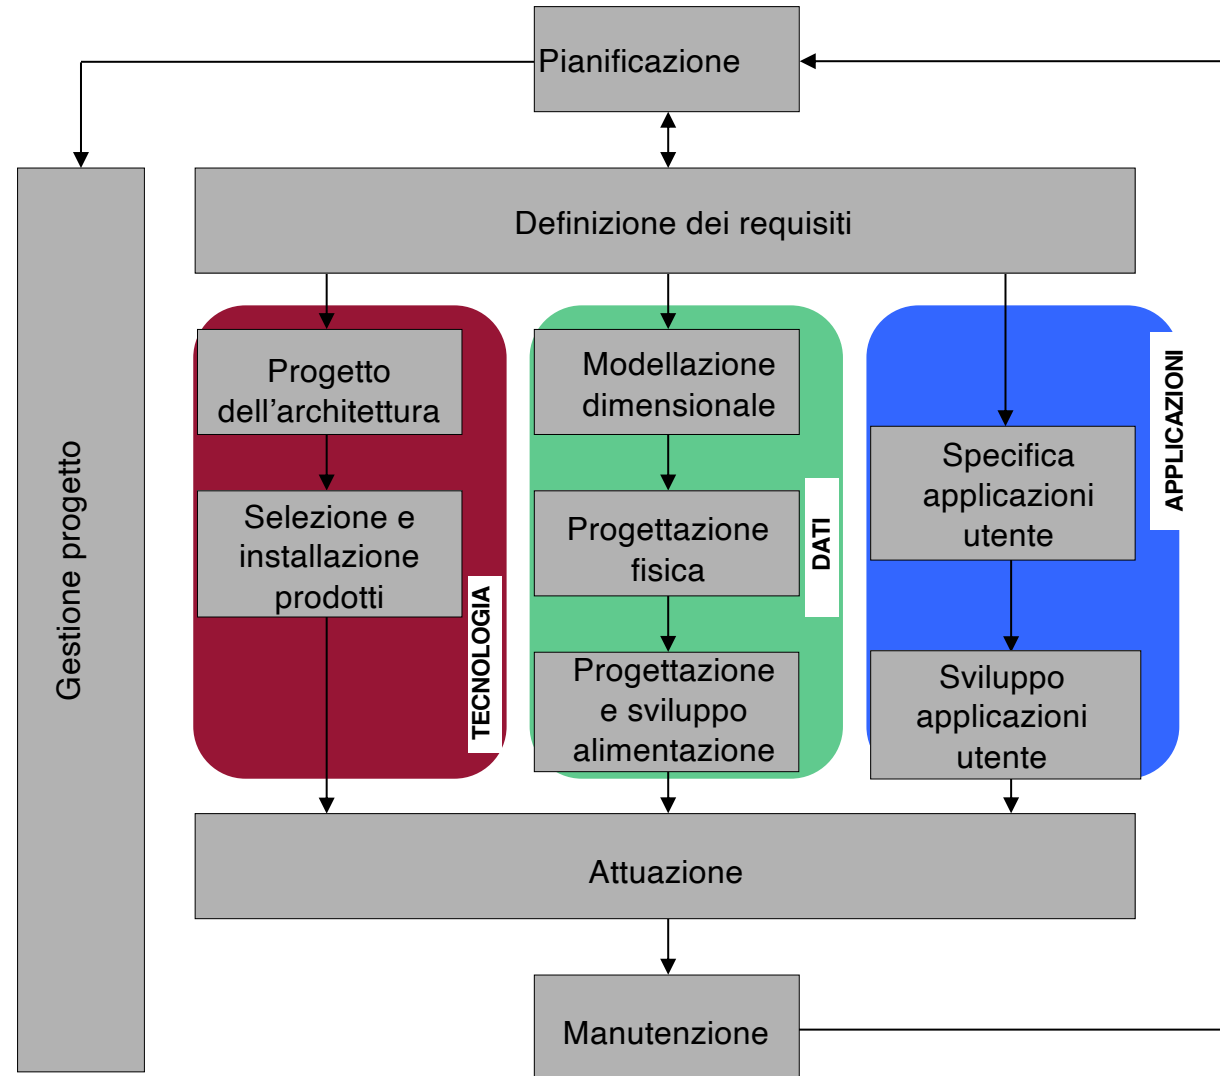 Pianificazione
Definizione dei requisiti
Gestione progetto
Progetto
dell’architettura
Selezione e
installazione
prodotti
TECNOLOGIA
Modellazione
dimensionale
Progettazione
fisica
Progettazione
e sviluppo
alimentazione
DATI
Specifica
applicazioni
utente
Sviluppo
applicazioni
utente
APPLICAZIONI
Attuazione
Manutenzione